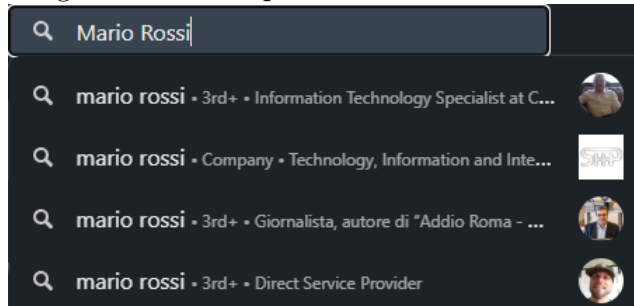 Mario Rossi
mario rossi • 3rd+ • Information Technology Specialist at C...
mario rossi • Company • Technology, Information and Inte...
mario rossi • 3rd+ • Giornalista, autore di "Addio Roma - ...
mario rossi • 3rd+ • Direct Service Provider